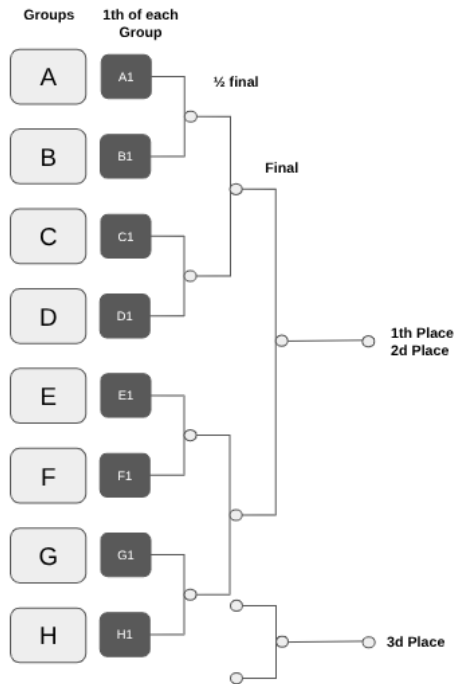 Groups
1th of each
Group
A
A1
½ final
B
B1
Final
C
C1
D
D1
1th Place
2d Place
E
E1
F
F1
G
G1
H
H1
3d Place